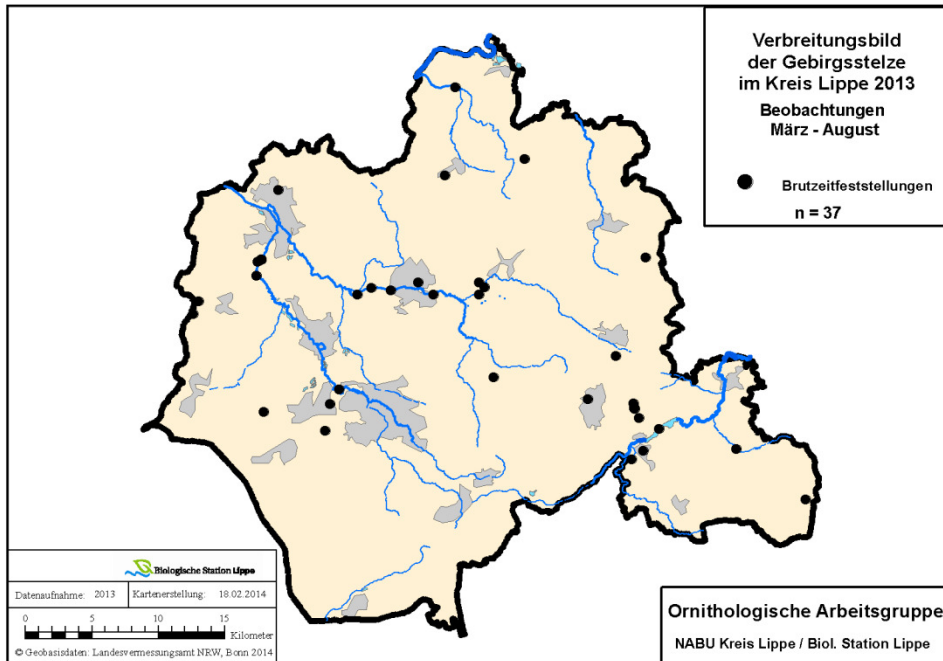 Verbreitungsbild
der Gebirgsstelze
im Kreis Lippe 2013
Beobachtungen
März - August
Brutzeitfeststellungen
n = 37
Biologische Station Lippe
Datenaufnahme: 2013 Kartenerstellung: 18.02.2014
0 5 10 15
Kilometer
© Geobasisdaten: Landesvermessungsamt NRW, Bonn 2014
Ornithologische Arbeitsgruppe
NABU Kreis Lippe / Biol. Station Lippe